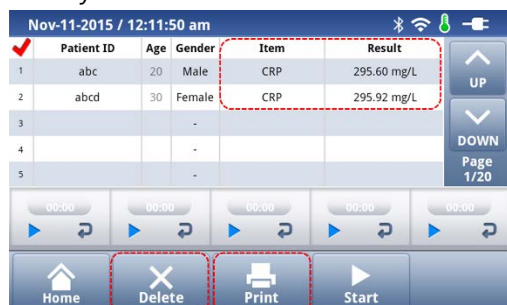 Nov-11-2015 / 12:11:50 am
Patient ID Age Gender Item Result
1 abc 20 Male CRP 295.60 mg/L
2 abcd 30 Female CRP 295.92 mg/L
3 -
4 -
5 -
UP
DOWN
Page
1/20
00:00 00:00 00:00 00:00 00:00
Home Delete Print Start